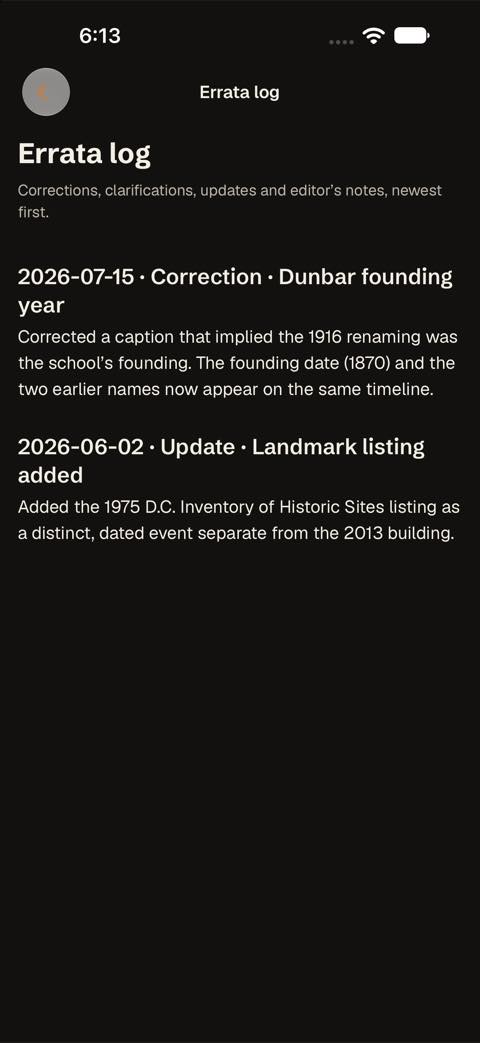 6:13
Errata log
Errata log
Corrections, clarifications, updates and editor's notes, newest
first.
2026-07-15 · Correction · Dunbar founding
year
Corrected a caption that implied the 1916 renaming was
the school's founding. The founding date (1870) and the
two earlier names now appear on the same timeline.
2026-06-02 · Update · Landmark listing
added
Added the 1975 D.C. Inventory of Historic Sites listing as
a distinct, dated event separate from the 2013 building.